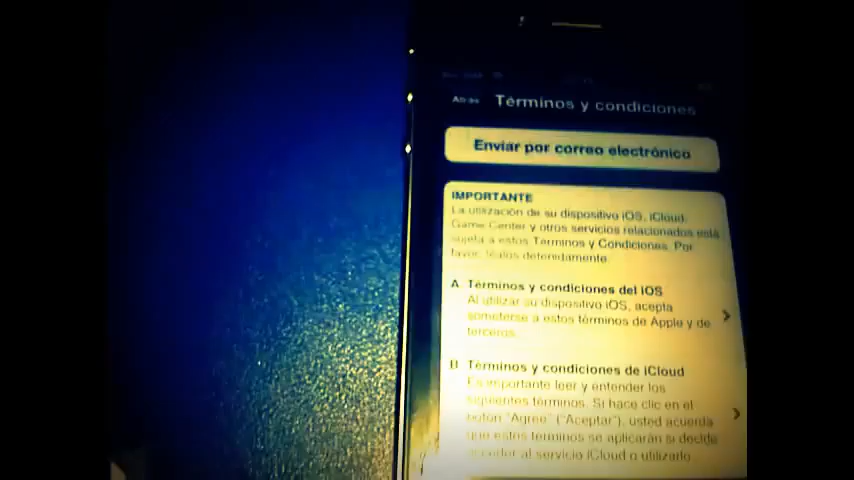 Atrás
Términos y condiciones
Enviar por correo electrónico
IMPORTANTE
La utilización de su dispositivo iOS, iCloud,
Game Center y otros servicios relacionados está
sujeta a estos Términos y Condiciones. Por
favor, léalos detenidamente.
A Términos y condiciones del iOS
Al utilizar su dispositivo iOS, acepta
someterse a estos términos de Apple y de
terceros.
B Términos y condiciones de iCloud
Es importante leer y entender los
siguientes términos. Si hace clic en el
botón "Agree" ("Aceptar"), usted acuerda
que estos términos se aplicarán si decide
acceder al servicio iCloud o utilizarlo.